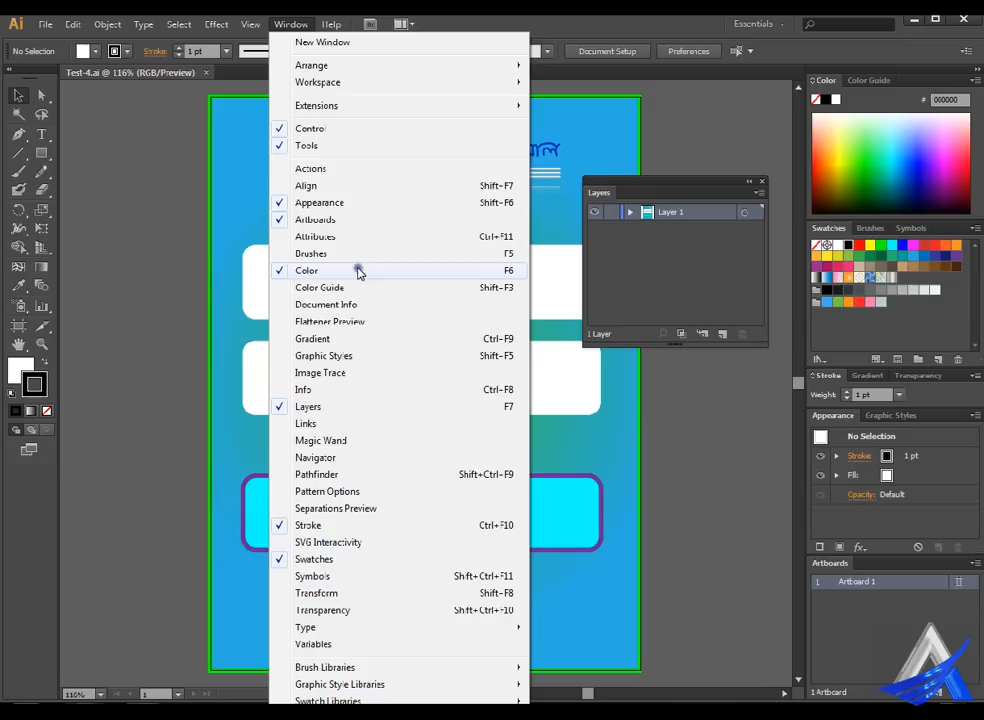 Ai File Edit Object Type Select Effect View Window Help Br Essentials
No Selection Stroke: 1 pt Document Setup Preferences
Test-4.ai @ 116% (RGB/Preview) ×
New Window
Arrange
Workspace
Extensions
Control
Tools
Actions
Align Shift+F7
Appearance Shift+F6
Artboards
Attributes Ctrl+F11
Brushes F5
Color F6
Color Guide Shift+F3
Document Info
Flattener Preview
Gradient Ctrl+F9
Graphic Styles Shift+F5
Image Trace
Info Ctrl+F8
Layers F7
Links
Magic Wand
Navigator
Pathfinder Shift+Ctrl+F9
Pattern Options
Separations Preview
Stroke Ctrl+F10
SVG Interactivity
Swatches
Symbols Shift+Ctrl+F11
Transform Shift+F8
Transparency Shift+Ctrl+F10
Type
Variables
Brush Libraries
Graphic Style Libraries
Swatch Libraries
Layers
Layer 1
1 Layer
Color Color Guide
# 000000
Swatches Brushes Symbols
Stroke Gradient Transparency
Weight: 1 pt
Appearance Graphic Styles
No Selection
Stroke: 1 pt
Fill:
Opacity: Default
fx
Artboards
1 Artboard 1
1 Artboard
116% 1